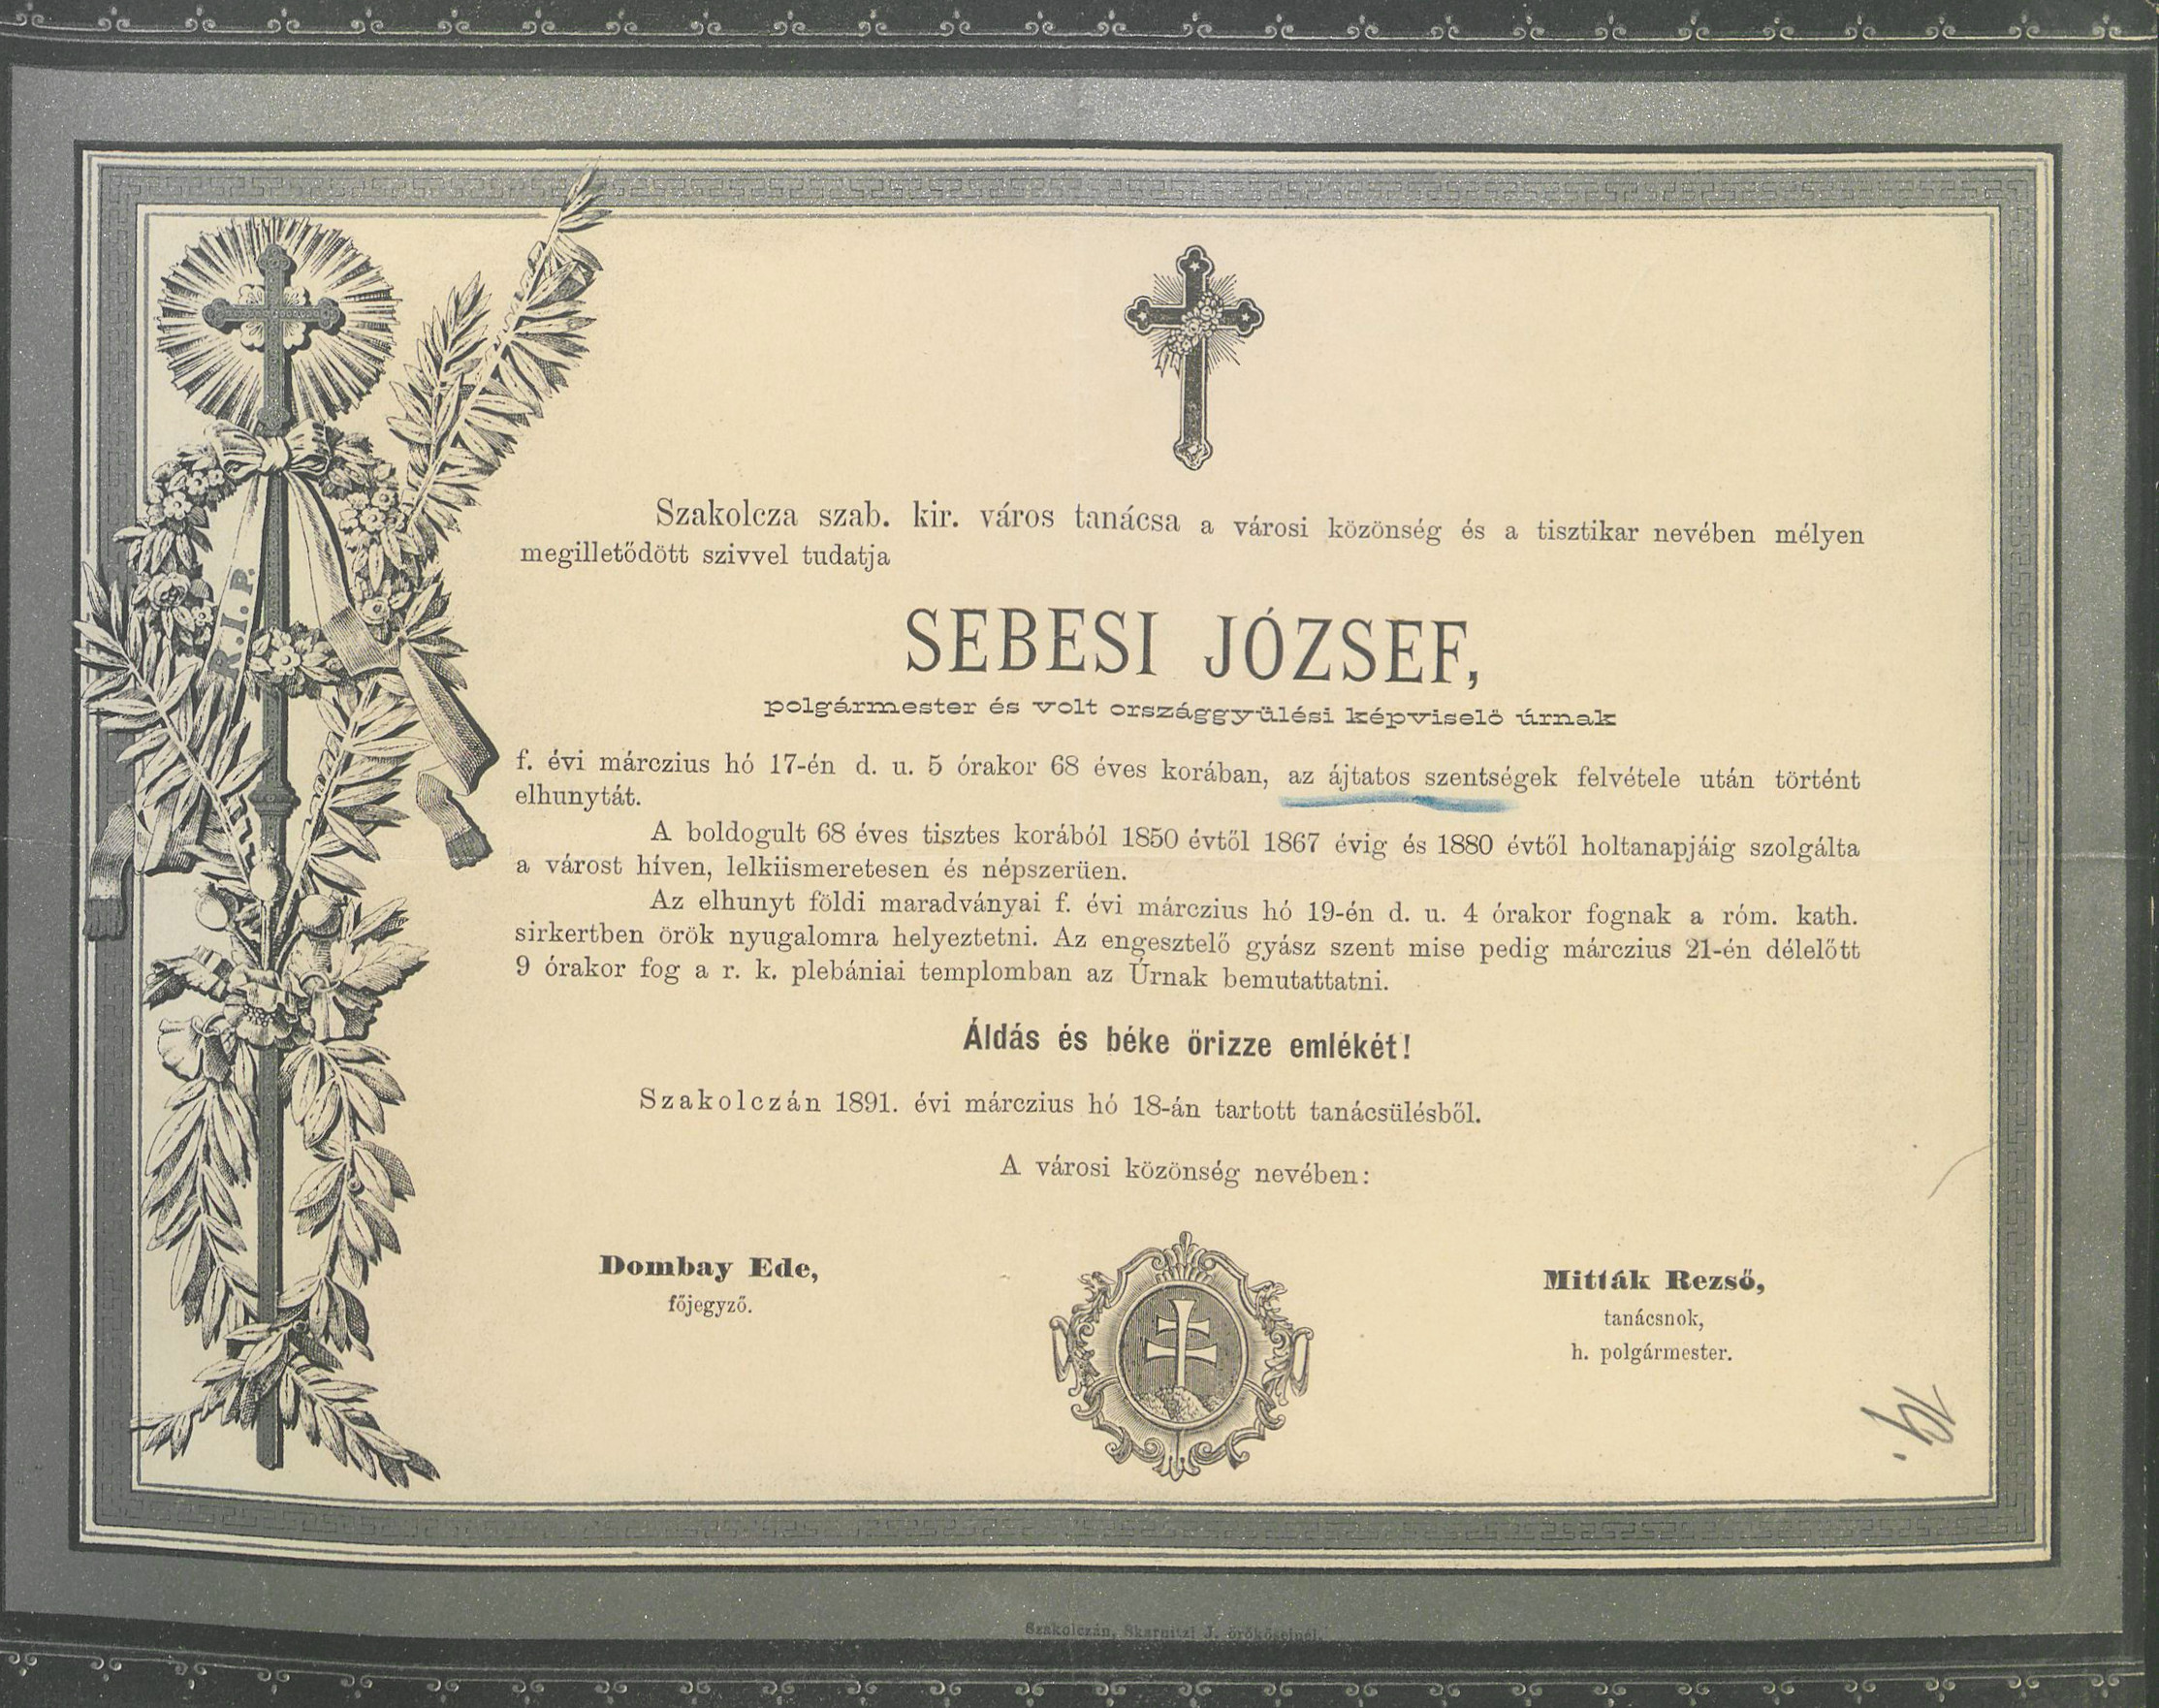 Szakolcza szab. kir. város tanácsa a városi közönség és a tisztikar nevében mélyen
megilletődött szivvel tudatja
SEBESI JÓZSEF,
polgármester és volt országgyülési képviselö úrnak
f. évi márczius hó 17-én d. u. 5 órakor 68 éves korában, az ájtatos szentségek felvétele után történt
elhunytát.
A boldogult 68 éves tisztes korából 1850 évtől 1867 évig és 1880 évtől holtanapjáig szolgálta
a várost híven, lelkiismeretesen és népszerüen.
Az elhunyt földi maradványai f. évi márczius hó 19-én d. u. 4 órakor fognak a róm. kath.
sirkertben örök nyugalomra helyeztetni. Az engesztelő gyász szent mise pedig márczius 21-én délelőtt
9 órakor fog a r. k. plebániai templomban az Úrnak bemutattatni.
Áldás és béke örizze emlékét!
Szakolczán 1891. évi márczius hó 18-án tartott tanácsülésből.
A városi közönség nevében:
Dombay Ede,
főjegyző.
Mitták Rezső,
tanácsnok,
h. polgármester.
R.I.P.
19.
Szakolczán, Skarnitzl J. örököseinél.